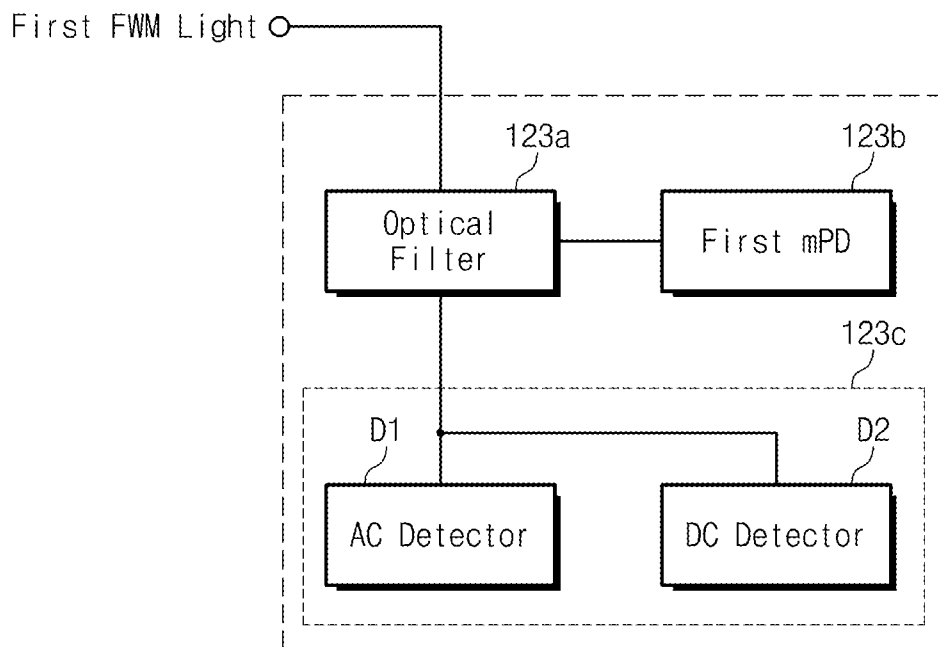 First FWM Light
123a
123b
Optical
Filter
First mPD
123c
D1
D2
AC Detector
DC Detector